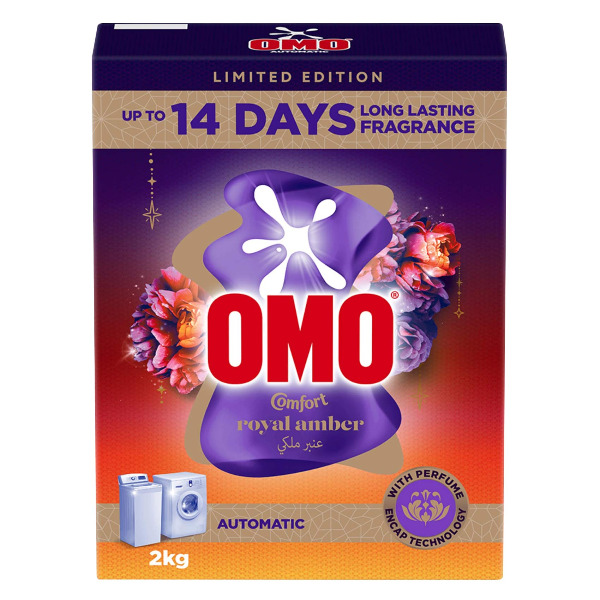 OMO
AUTOMATIC
LIMITED EDITION
UP TO 14 DAYS LONG LASTING FRAGRANCE
OMO®
Comfort
royal amber
عنبر ملكي
WITH PERFUME
ENCAP TECHNOLOGY
AUTOMATIC
2kg